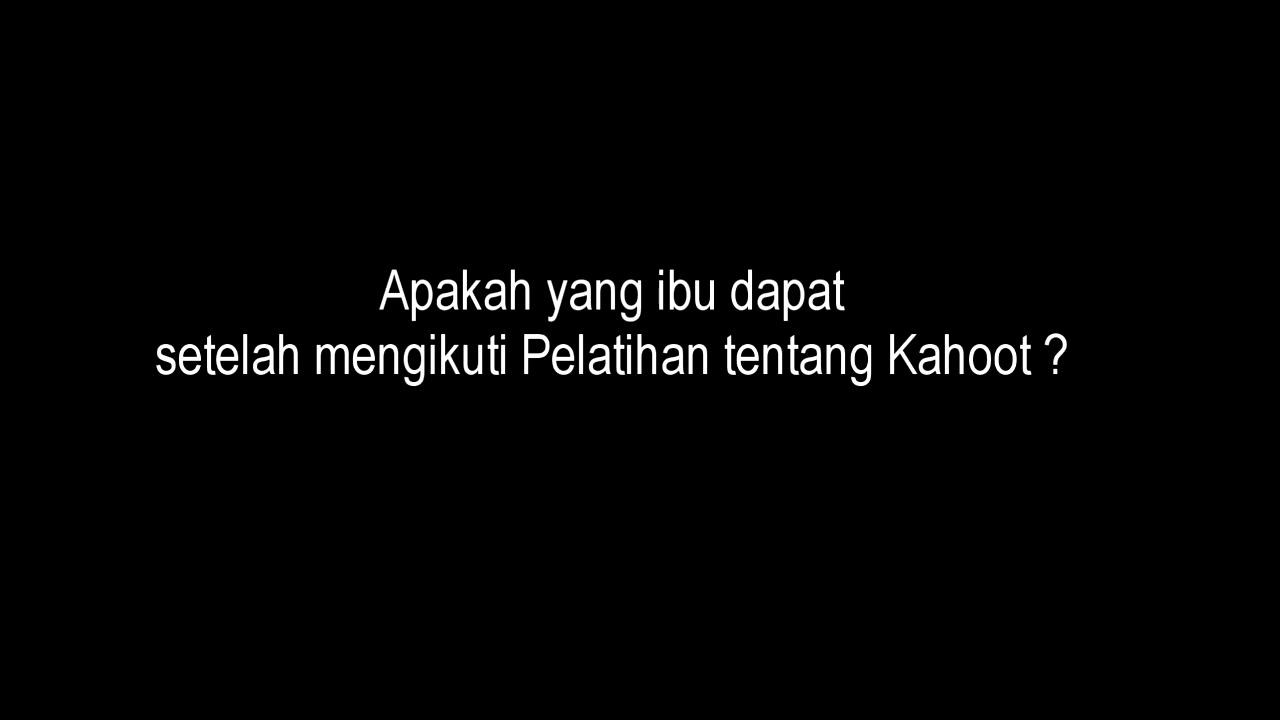 Apakah yang ibu dapat
setelah mengikuti Pelatihan tentang Kahoot ?